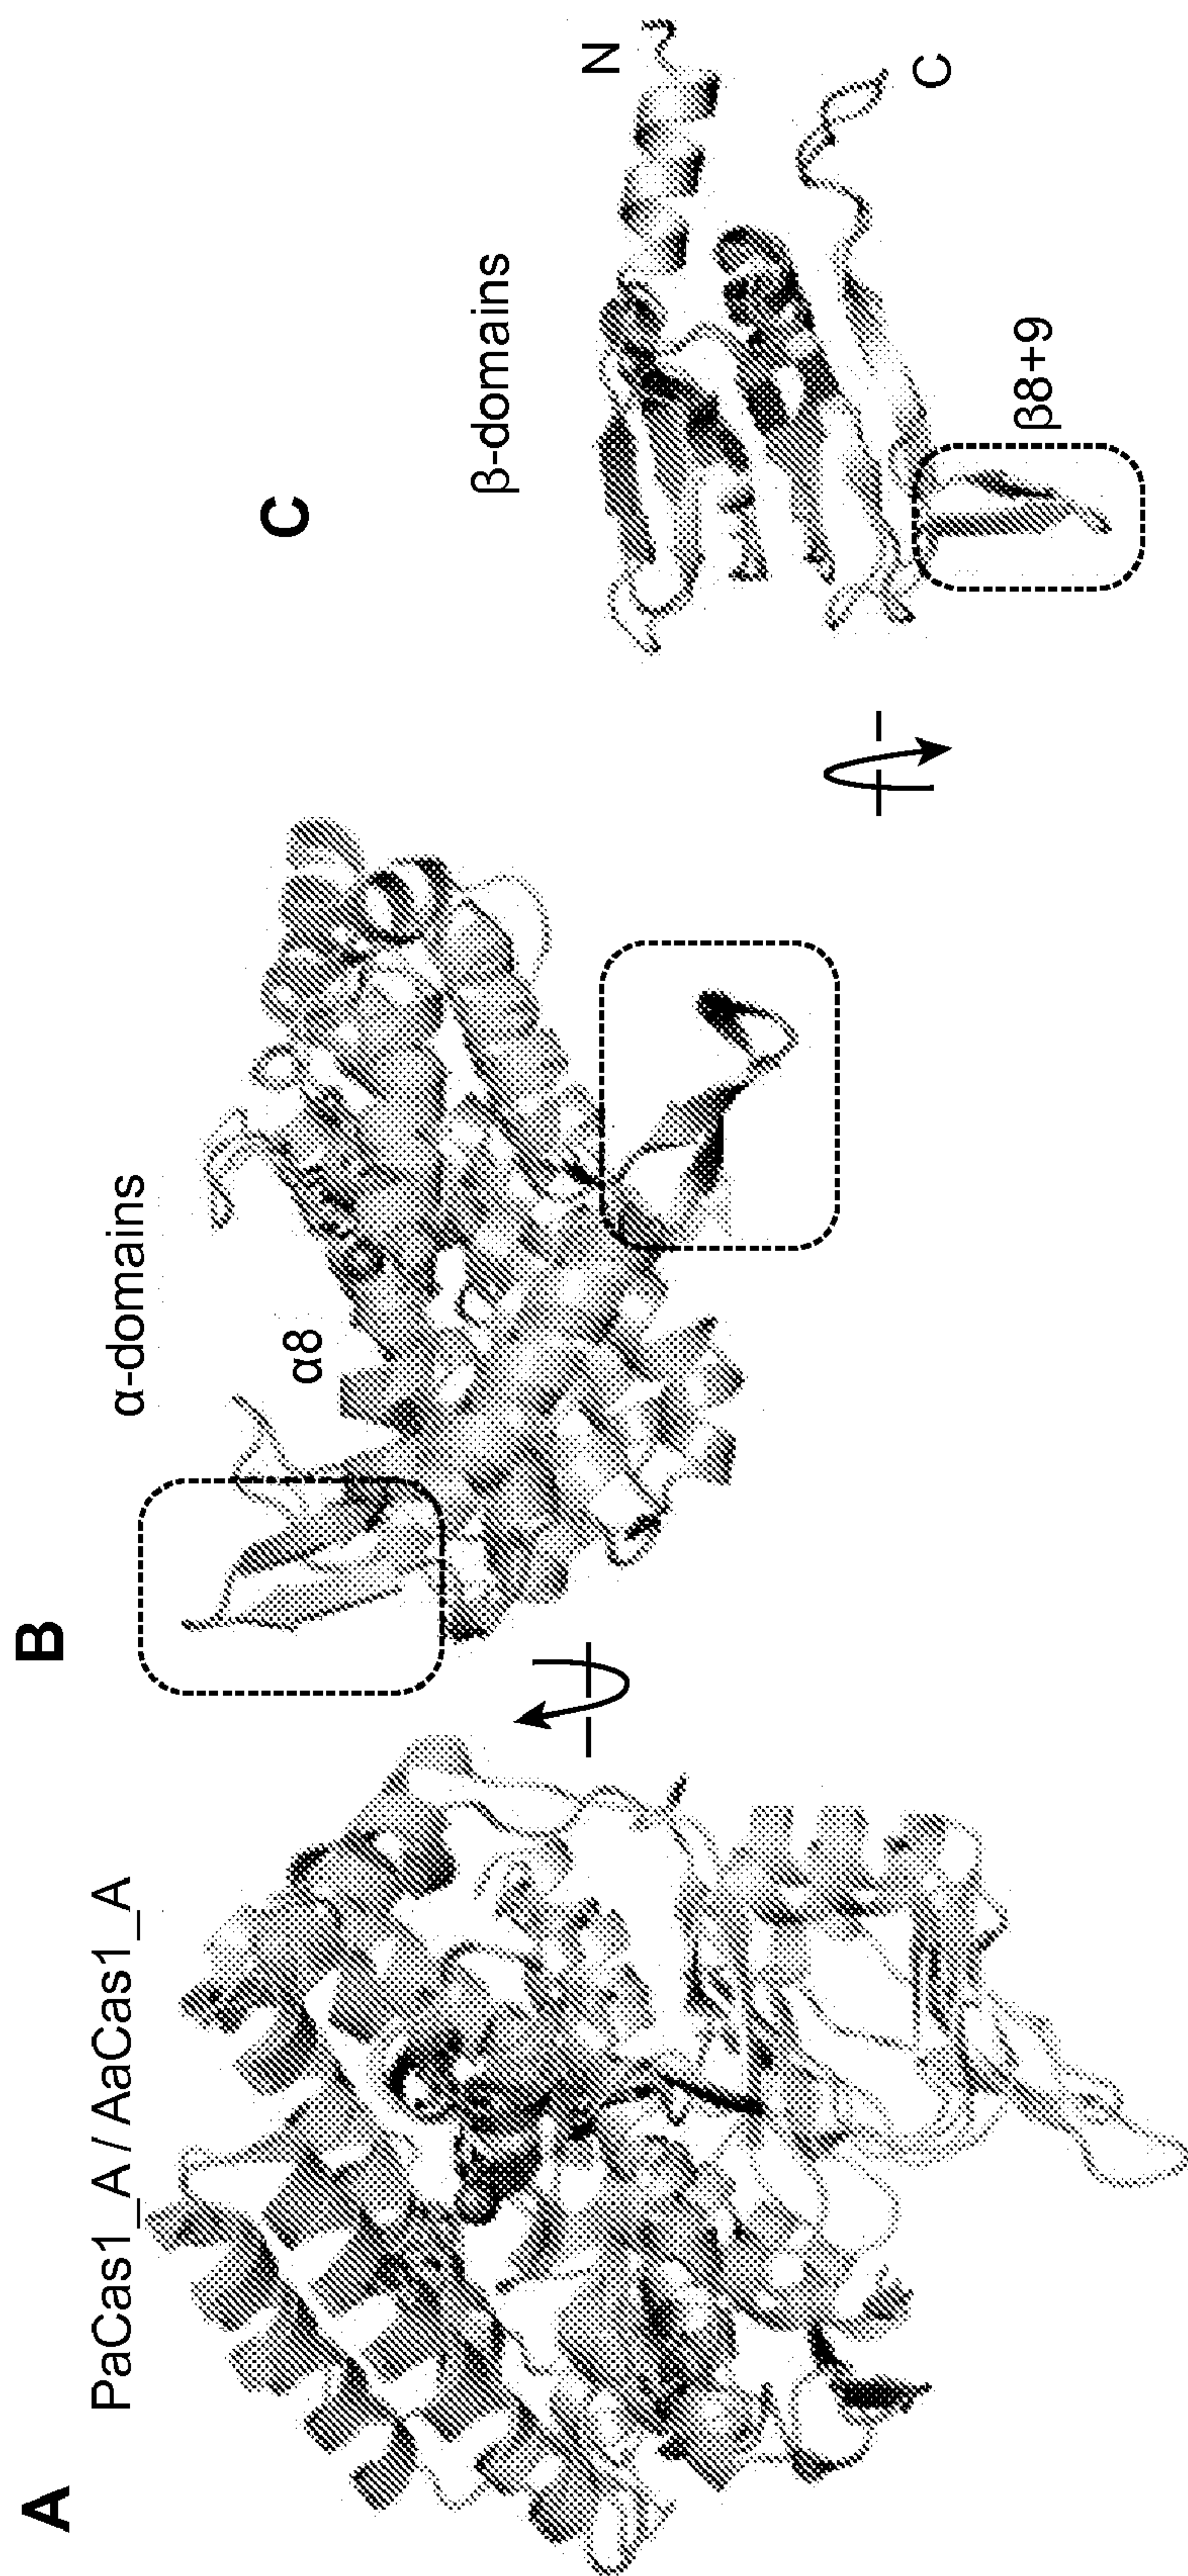 A
PaCas1_A / AaCas1_A
B
α-domains
α8
C
β-domains
N
C
β8+9